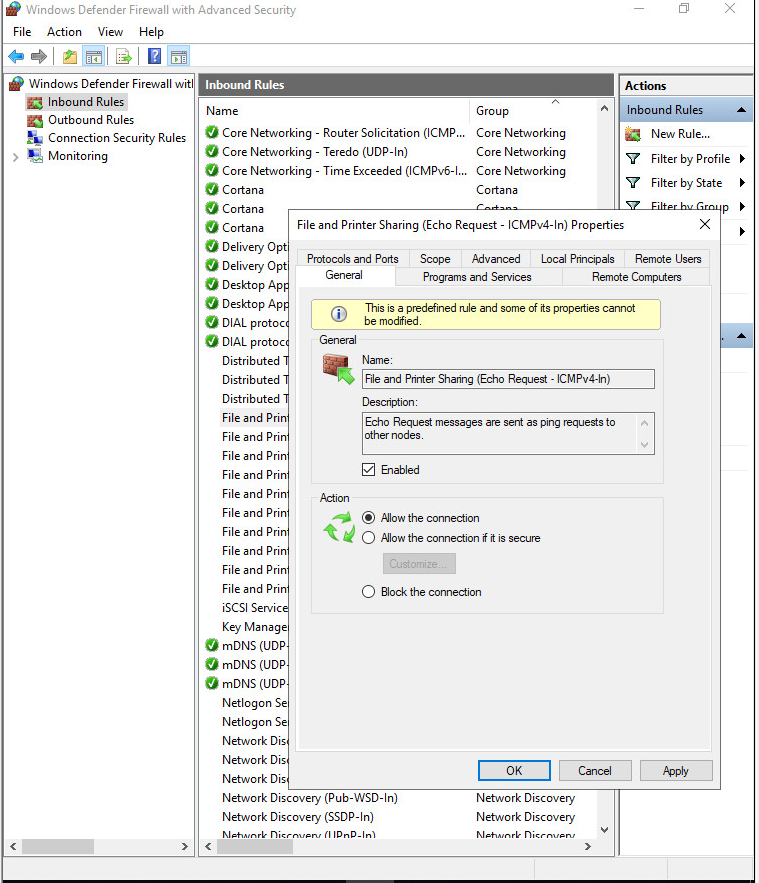 Windows Defender Firewall with Advanced Security
File Action View Help
Windows Defender Firewall wit
Inbound Rules
Outbound Rules
Connection Security Rules
Monitoring
Inbound Rules
Name Group
Core Networking - Router Solicitation (ICMP... Core Networking
Core Networking - Teredo (UDP-In) Core Networking
Core Networking - Time Exceeded (ICMPv6-I... Core Networking
Cortana Cortana
Cortana Cortana
Cortana Cortana
Delivery Opti
Delivery Opti
Desktop App
Desktop App
DIAL protoco
DIAL protoco
Distributed T
Distributed T
Distributed T
File and Print
File and Print
File and Print
File and Print
File and Print
File and Print
File and Print
File and Print
File and Print
File and Print
iSCSI Service
Key Manage
mDNS (UDP-
mDNS (UDP-
mDNS (UDP-
Netlogon Se
Netlogon Se
Network Disc
Network Disc
Network Disc
Network Discovery (Pub-WSD-In) Network Discovery
Network Discovery (SSDP-In) Network Discovery
Network Discovery (UPnP-In) Network Discovery
Actions
Inbound Rules
New Rule...
Filter by Profile
Filter by State
Filter by Group
File and Printer Sharing (Echo Request - ICMPv4-In) Properties
Protocols and Ports Scope Advanced Local Principals Remote Users
General Programs and Services Remote Computers
This is a predefined rule and some of its properties cannot
be modified.
General
Name:
File and Printer Sharing (Echo Request - ICMPv4-In)
Description:
Echo Request messages are sent as ping requests to
other nodes.
Enabled
Action
Allow the connection
Allow the connection if it is secure
Customize...
Block the connection
OK Cancel Apply